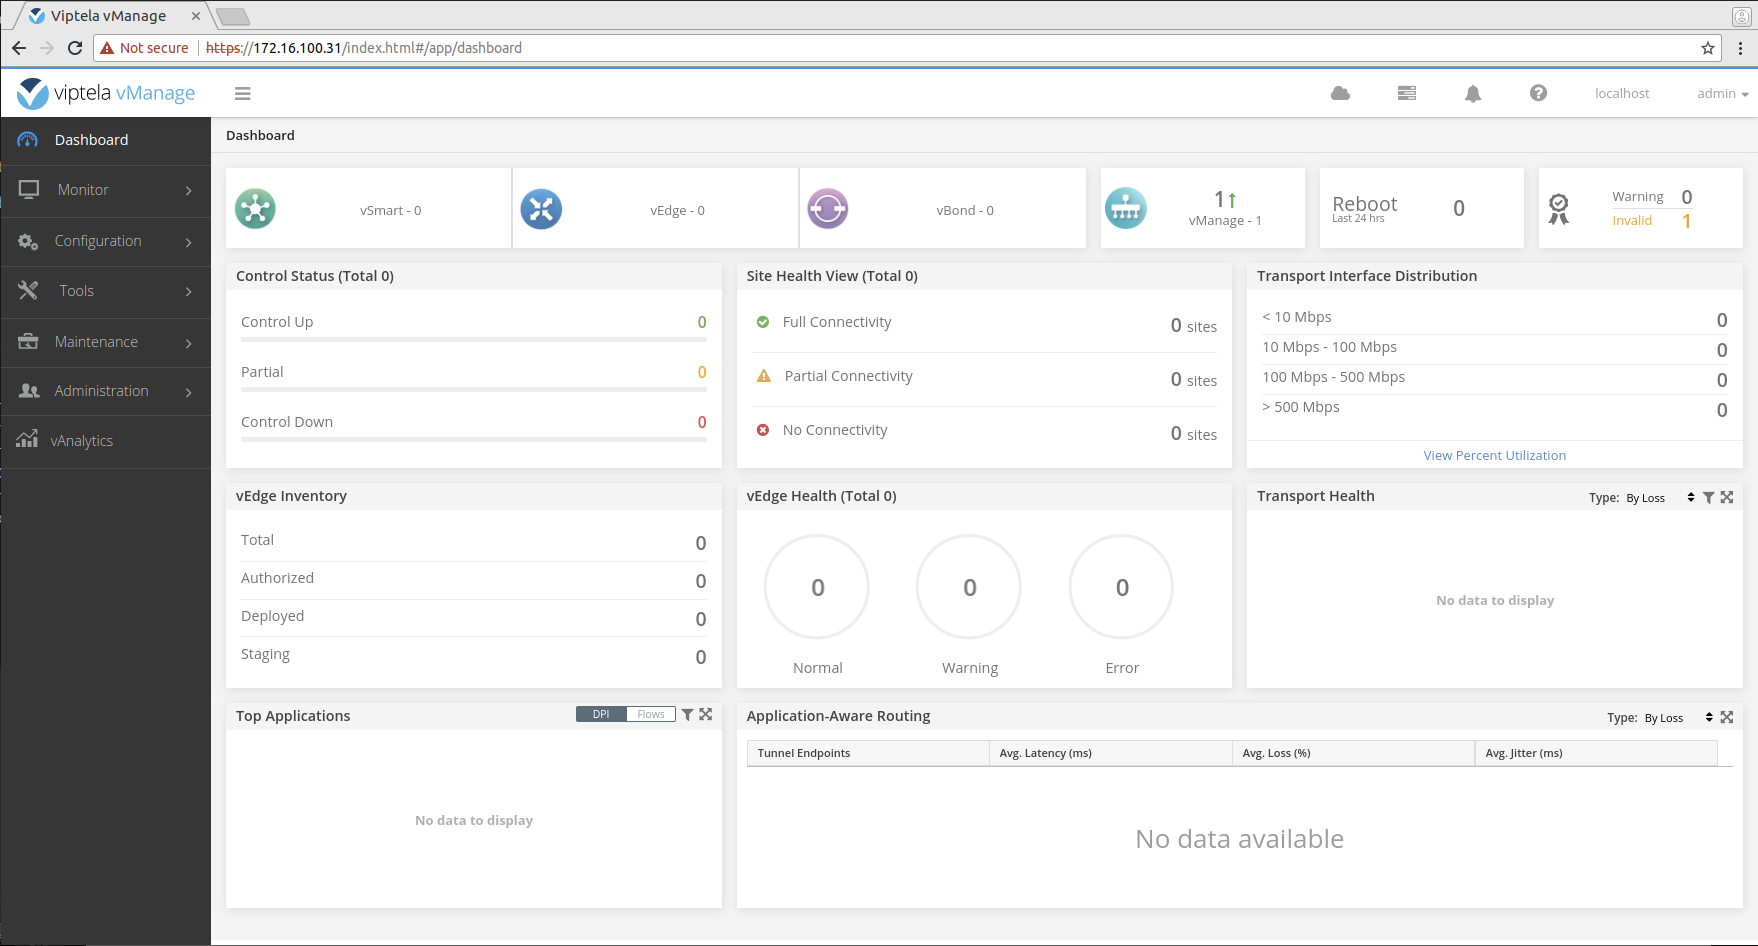 Viptela vManage
Not secure https://172.16.100.31/index.html#/app/dashboard
viptela vManage
localhost admin
Dashboard
Monitor
Configuration
Tools
Maintenance
Administration
vAnalytics
Dashboard
vSmart - 0
vEdge - 0
vBond - 0
1
vManage - 1
Reboot
Last 24 hrs
0
Warning 0
Invalid 1
Control Status (Total 0)
Control Up 0
Partial 0
Control Down 0
Site Health View (Total 0)
Full Connectivity 0 sites
Partial Connectivity 0 sites
No Connectivity 0 sites
Transport Interface Distribution
< 10 Mbps 0
10 Mbps - 100 Mbps 0
100 Mbps - 500 Mbps 0
> 500 Mbps 0
View Percent Utilization
vEdge Inventory
Total 0
Authorized 0
Deployed 0
Staging 0
vEdge Health (Total 0)
0 0 0
Normal Warning Error
Transport Health Type: By Loss
No data to display
Top Applications DPI Flows
No data to display
Application-Aware Routing Type: By Loss
Tunnel Endpoints Avg. Latency (ms) Avg. Loss (%) Avg. Jitter (ms)
No data available